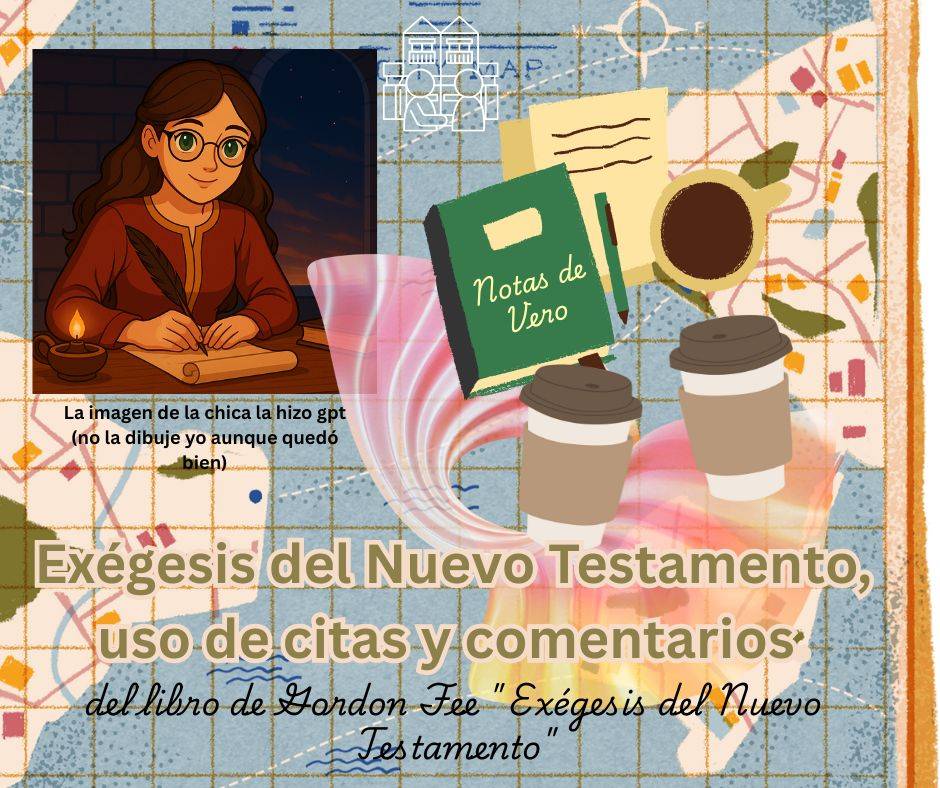 W E
MAP
Notas de
Vero
La imagen de la chica la hizo gpt
(no la dibuje yo aunque quedó
bien)
Exégesis del Nuevo Testamento,
uso de citas y comentarios
del libro de Gordon Fee "Exégesis del Nuevo
Testamento"